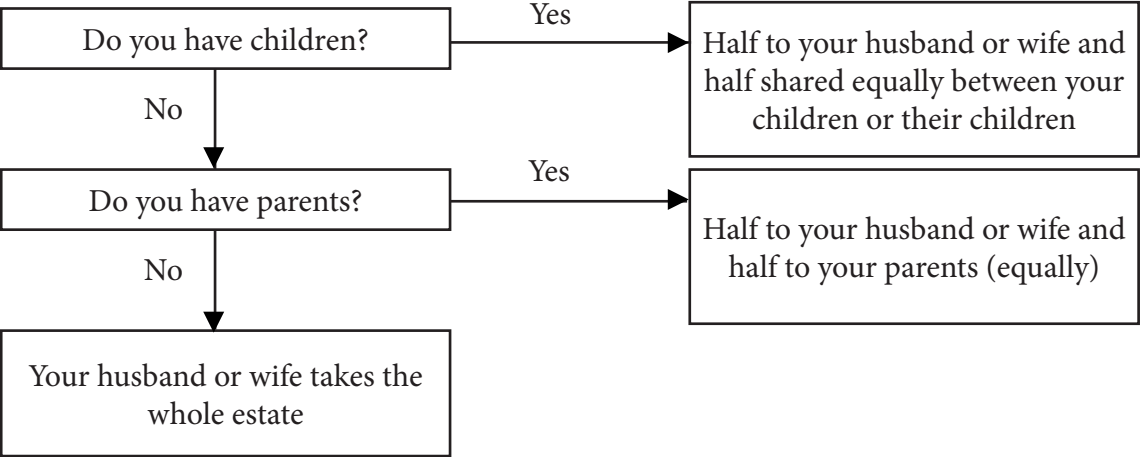 Do you have children?
Yes
Half to your husband or wife and
half shared equally between your
children or their children
No
Do you have parents?
Yes
Half to your husband or wife and
half to your parents (equally)
No
Your husband or wife takes the
whole estate